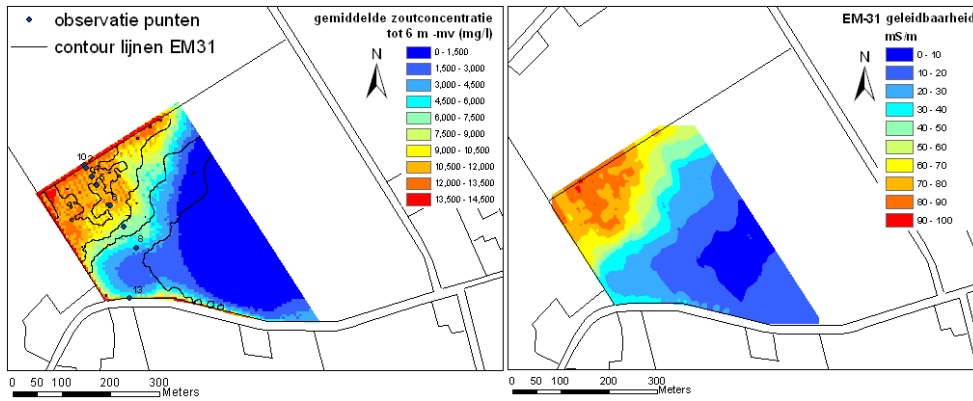 observatie punten
contour lijnen EM31
gemiddelde zoutconcentratie
tot 6 m -mv (mg/l)
N
0 - 1,500
1,500 - 3,000
3,000 - 4,500
4,500 - 6,000
6,000 - 7,500
7,500 - 9,000
9,000 - 10,500
10,500 - 12,000
12,000 - 13,500
13,500 - 14,500
10
8
13
0 50 100 200 300
Meters
EM-31 geleidbaarheid
mS/m
N
0 - 10
10 - 20
20 - 30
30 - 40
40 - 50
50 - 60
60 - 70
70 - 80
80 - 90
90 - 100
0 50 100 200 300
Meters